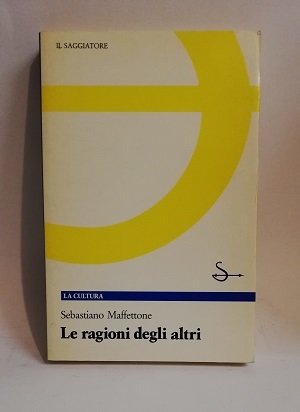 IL SAGGIATORE
LA CULTURA
Sebastiano Maffettone
Le ragioni degli altri